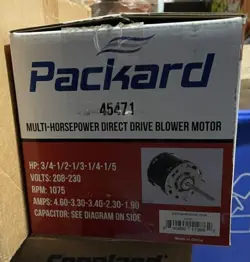 Packard
45471
MULTI-HORSEPOWER DIRECT DRIVE BLOWER MOTOR
HP: 3/4-1/2-1/3-1/4-1/5
VOLTS: 208-230
RPM: 1075
AMPS: 4.60-3.30-3.40-2.30-1.90
CAPACITOR: SEE DIAGRAM ON SIDE
Copeland